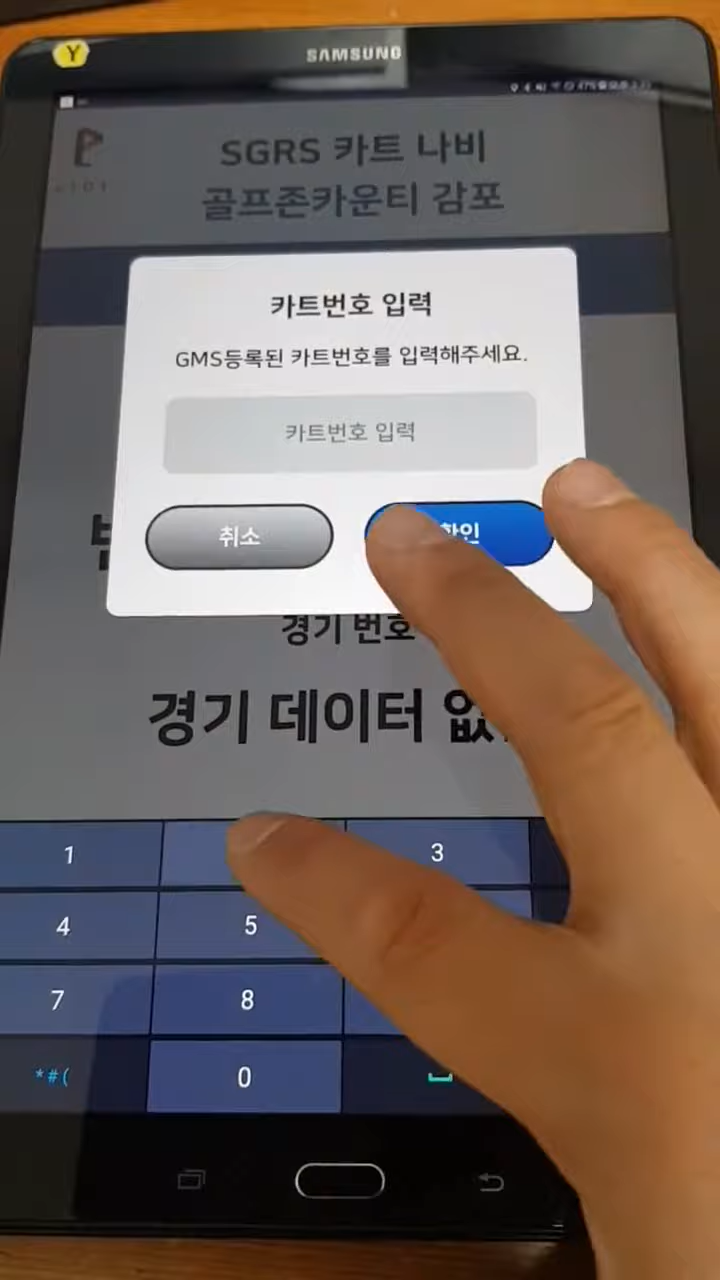 Y
SAMSUNG
SGRS 카트 나비
골프존카운티 감포
카트번호 입력
GMS등록된 카트번호를 입력해주세요.
카트번호 입력
취소
확인
경기 번호
경기 데이터
1
3
4
5
7
8
*#(
0